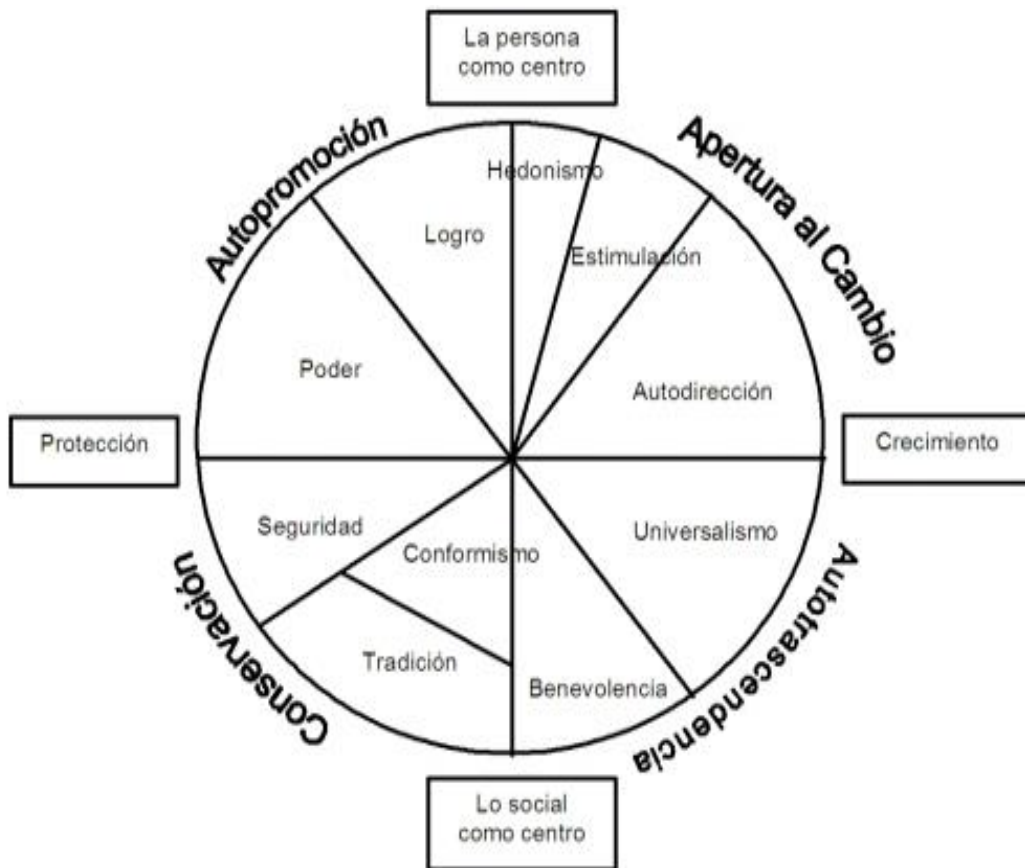 La persona
como centro
Autopromoción
Apertura al Cambio
Hedonismo
Logro
Estimulación
Poder
Autodirección
Protección
Crecimiento
Seguridad
Conformismo
Universalismo
Tradición
Benevolencia
Conservación
Autotrascendencia
Lo social
como centro